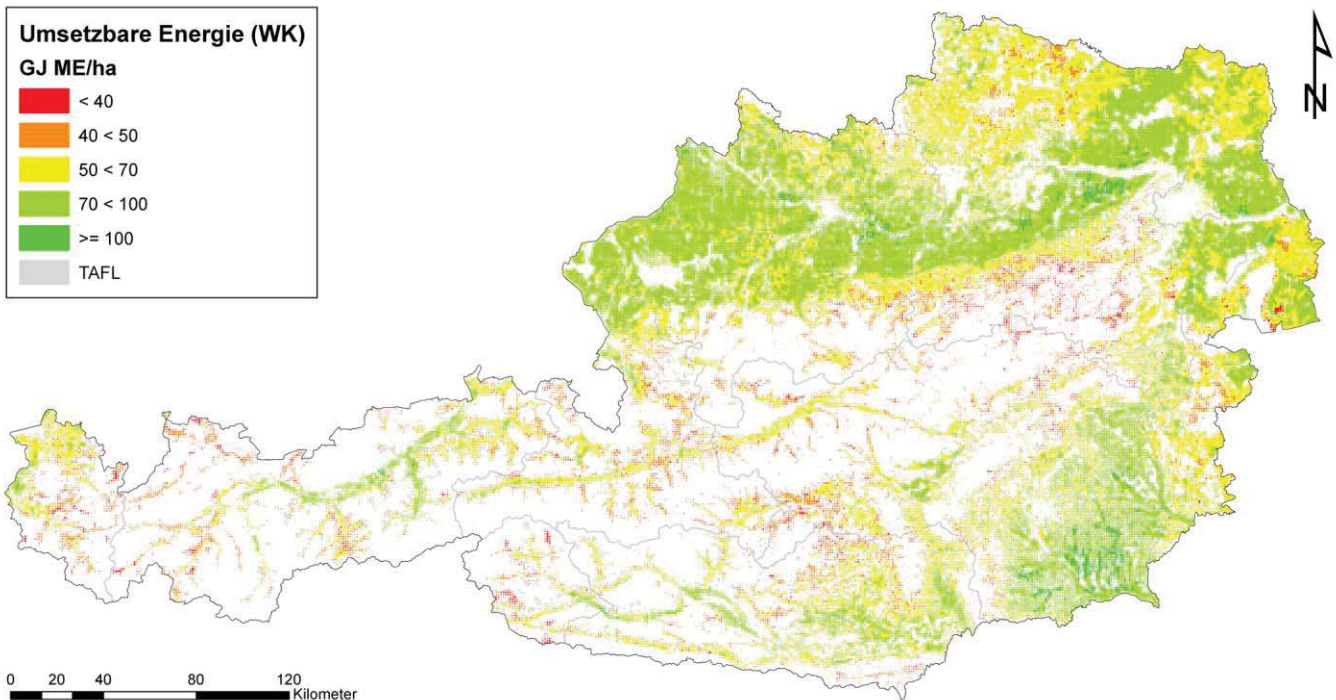 Umsetzbare Energie (WK)
GJ ME/ha
< 40
40 < 50
50 < 70
70 < 100
>= 100
TAFL
N
0 20 40 80 120
Kilometer